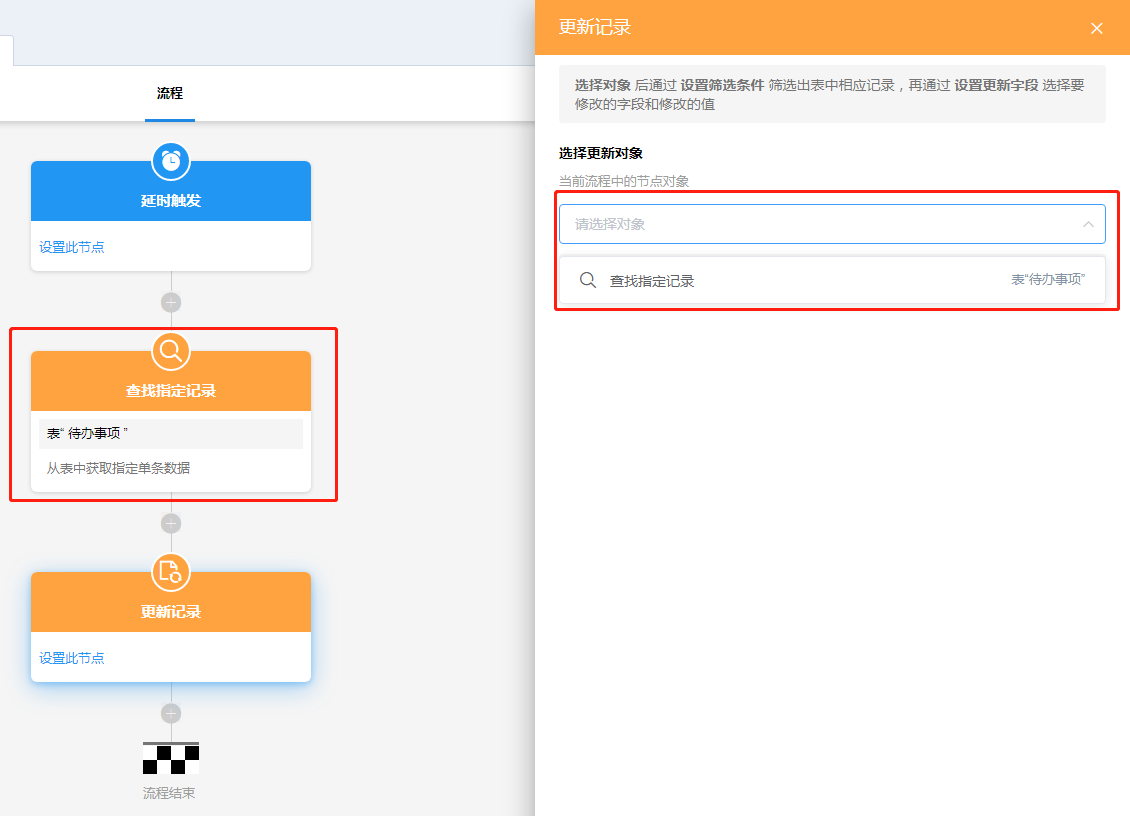 流程
延时触发
设置此节点
查找指定记录
表“ 待办事项 ”
从表中获取指定单条数据
更新记录
设置此节点
流程结束
更新记录
选择对象 后通过 设置筛选条件 筛选出表中相应记录，再通过 设置更新字段 选择要
修改的字段和修改的值
选择更新对象
当前流程中的节点对象
请选择对象
查找指定记录 表“待办事项”